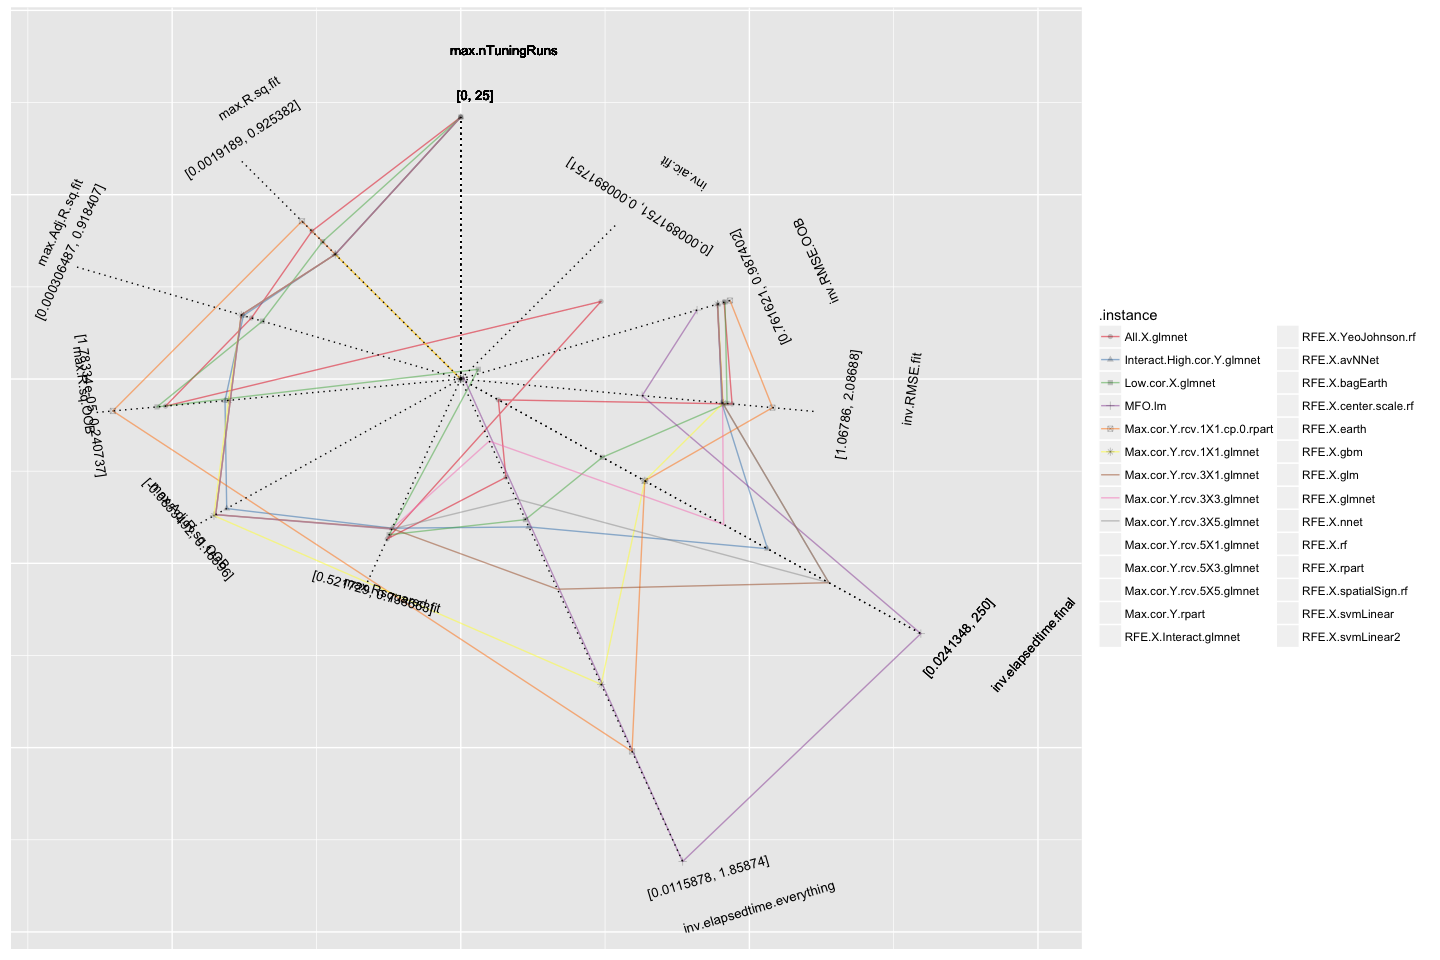 max.nTuningRuns
[0, 25]
max.R.sq.fit
[0.0019189, 0.925382]
inv.aic.fit
[0.000891751, 0.000891751]
max.Adj.R.sq.fit
[0.000306487, 0.918407]
inv.RMSE.OOB
[0.761621, 0.987402]
max.R.sq.OOB
[1.78334e-05, 0.240737]
inv.RMSE.fit
[1.06786, 2.08688]
max.Adj.R.sq.OOB
max.Rsquared.fit
[0.0241348, 250]
inv.elapsedtime.final
[0.0115878, 1.85874]
inv.elapsedtime.everything
.instance
All.X.glmnet
Interact.High.cor.Y.glmnet
Low.cor.X.glmnet
MFO.lm
Max.cor.Y.rcv.1X1.cp.0.rpart
Max.cor.Y.rcv.1X1.glmnet
Max.cor.Y.rcv.3X1.glmnet
Max.cor.Y.rcv.3X3.glmnet
Max.cor.Y.rcv.3X5.glmnet
Max.cor.Y.rcv.5X1.glmnet
Max.cor.Y.rcv.5X3.glmnet
Max.cor.Y.rcv.5X5.glmnet
Max.cor.Y.rpart
RFE.X.Interact.glmnet
RFE.X.YeoJohnson.rf
RFE.X.avNNet
RFE.X.bagEarth
RFE.X.center.scale.rf
RFE.X.earth
RFE.X.gbm
RFE.X.glm
RFE.X.glmnet
RFE.X.nnet
RFE.X.rf
RFE.X.rpart
RFE.X.spatialSign.rf
RFE.X.svmLinear
RFE.X.svmLinear2